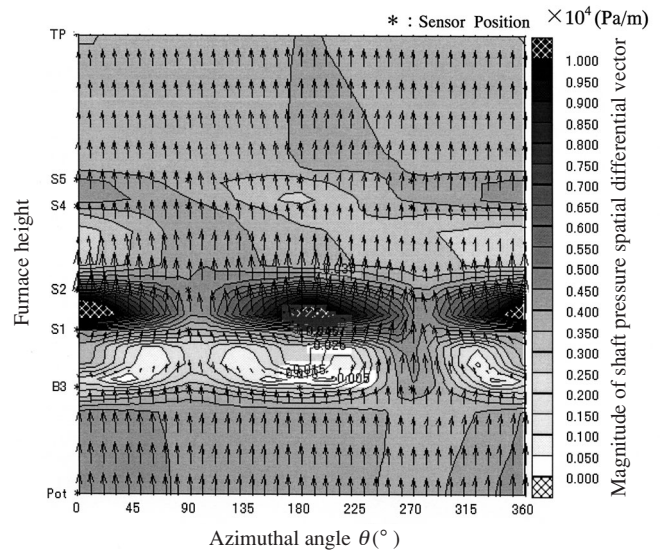 * : Sensor Position
×10⁴ (Pa/m)
TP
S5
S4
S2
S1
B3
Pot
Furnace height
0 45 90 135 180 225 270 315 360
Azimuthal angle θ(°)
1.000
0.950
0.900
0.850
0.800
0.750
0.700
0.650
0.600
0.550
0.500
0.450
0.400
0.350
0.300
0.250
0.200
0.150
0.100
0.050
0.000
Magnitude of shaft pressure spatial differential vector
0.026
0.005